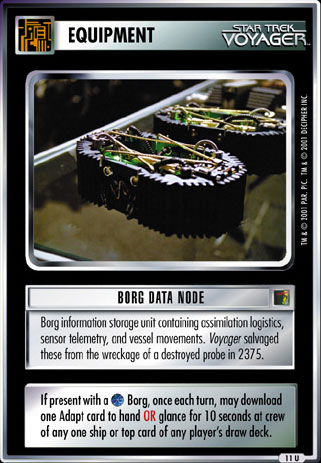 EQUIPMENT
STAR TREK
VOYAGER™
TM & © 2001 PAR. PIC. TM & © 2001 DECIPHER INC.
BORG DATA NODE
Borg information storage unit containing assimilation logistics,
sensor telemetry, and vessel movements. Voyager salvaged
these from the wreckage of a destroyed probe in 2375.
If present with a Borg, once each turn, may download
one Adapt card to hand OR glance for 10 seconds at crew
of any one ship or top card of any player's draw deck.
11 U